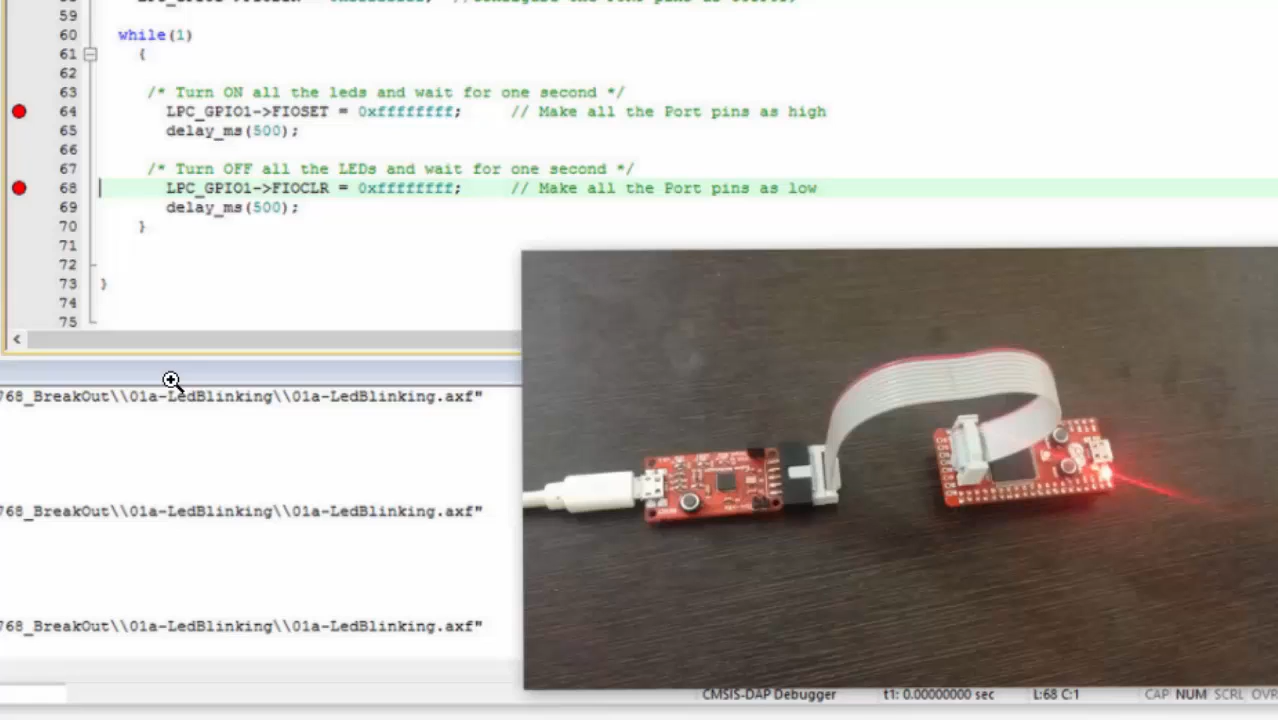 59
60 while(1)
61 {
62
63 /* Turn ON all the leds and wait for one second */
64 LPC_GPIO1->FIOSET = 0xffffffff; // Make all the Port pins as high
65 delay_ms(500);
66
67 /* Turn OFF all the LEDs and wait for one second */
68 LPC_GPIO1->FIOCLR = 0xffffffff; // Make all the Port pins as low
69 delay_ms(500);
70 }
71
72
73 }
74
75
768_BreakOut\\01a-LedBlinking\\01a-LedBlinking.axf"
768_BreakOut\\01a-LedBlinking\\01a-LedBlinking.axf"
768_BreakOut\\01a-LedBlinking\\01a-LedBlinking.axf"
CMSIS-DAP Debugger t1: 0.00000000 sec L:68 C:1 CAP NUM SCRL OVR